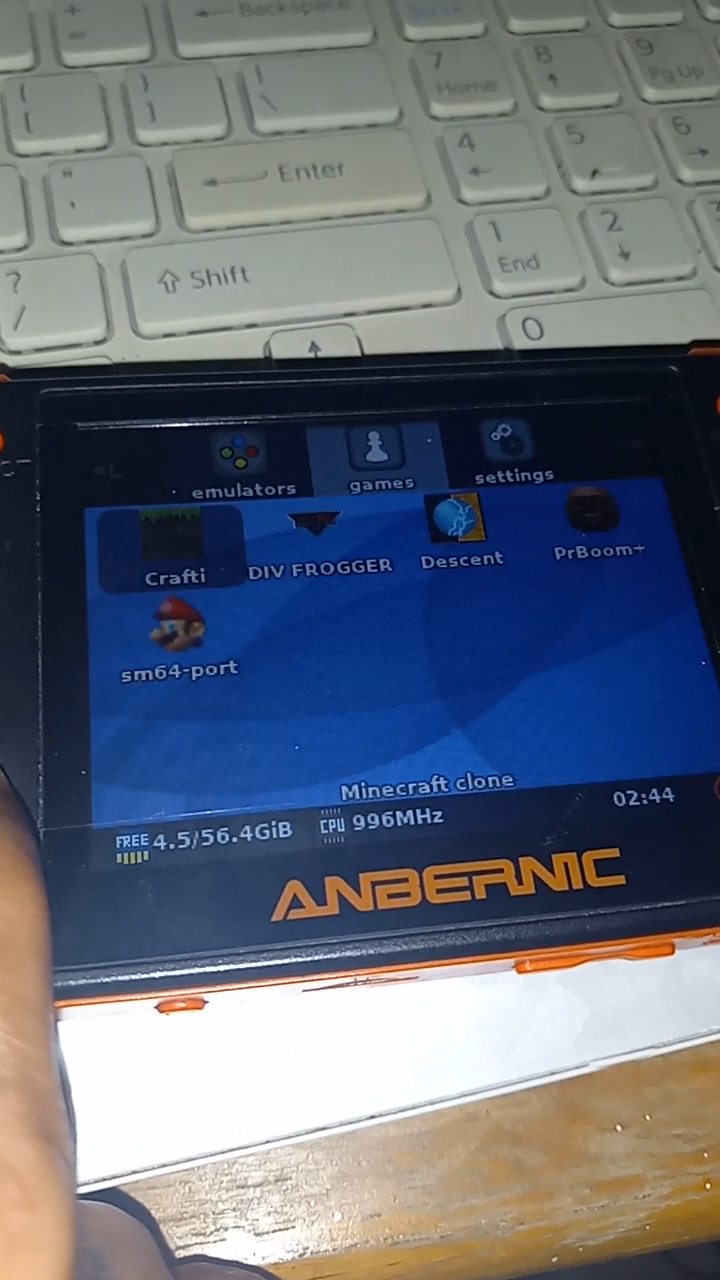 +
=
Backspace
7
Home
8
9
Pg Up
{
[
}
]
|
\
4
5
6
"
'
Enter
1
End
2
?
/
Shift
0
emulators
games
settings
Crafti
DIV FROGGER
Descent
PrBoom+
sm64-port
Minecraft clone
FREE 4.5/56.4GiB
CPU 996MHz
02:44
ANBERNIC